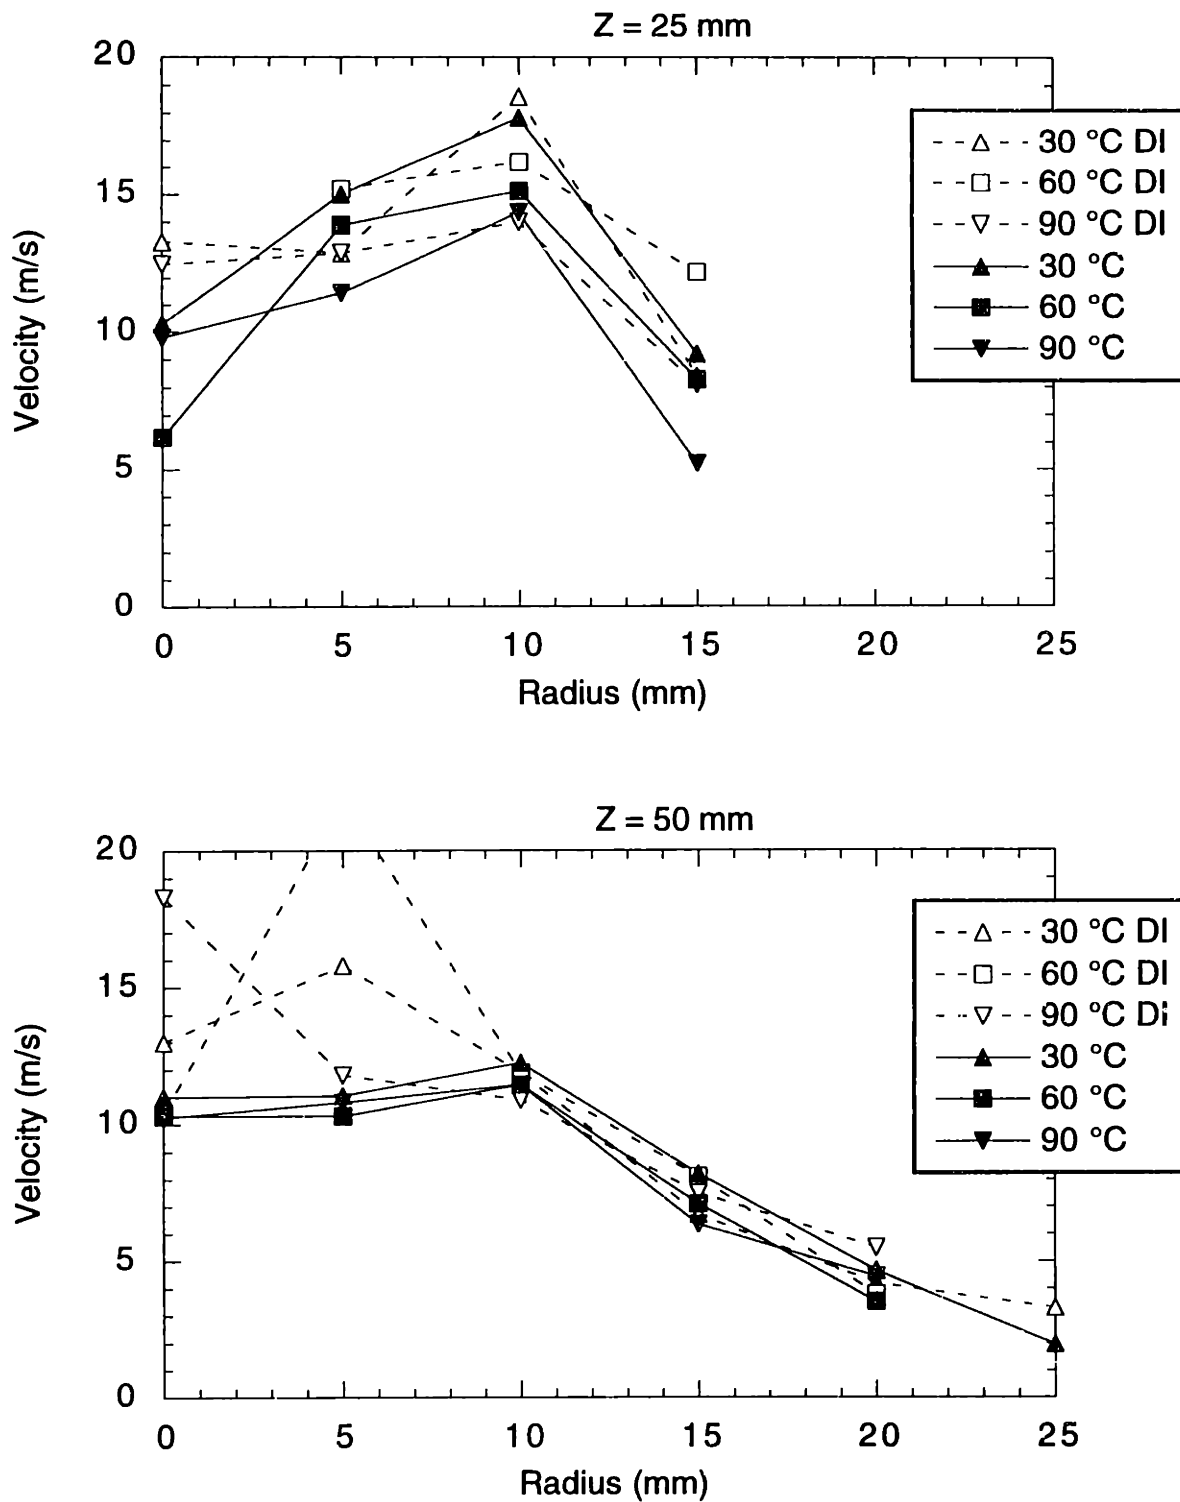 Z = 25 mm
20
15
10
5
0
Velocity (m/s)
0 5 10 15 20 25
Radius (mm)
30 °C DI
60 °C DI
90 °C DI
30 °C
60 °C
90 °C
Z = 50 mm
20
15
10
5
0
Velocity (m/s)
0 5 10 15 20 25
Radius (mm)
30 °C DI
60 °C DI
90 °C Di
30 °C
60 °C
90 °C